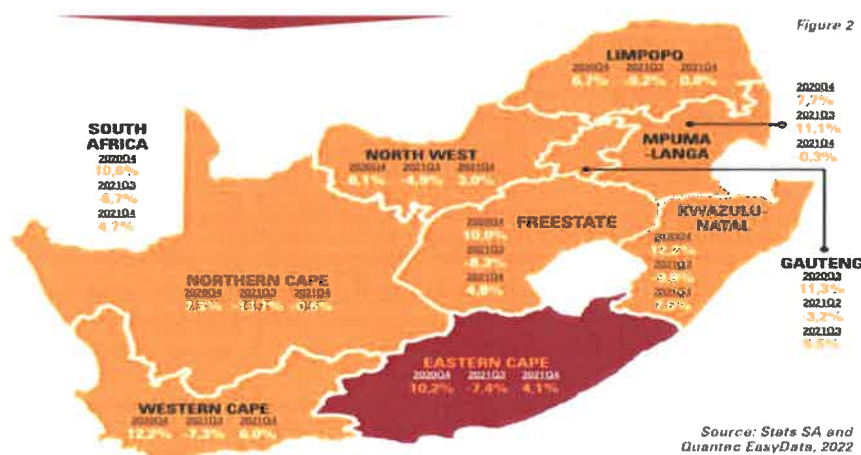 Figure 2
LIMPOPO
2020Q4 2021Q3 2021Q4
6,7% -9,2% 0,8%
2020Q4
7,7%
2021Q3
11,1%
2021Q4
-0,3%
SOUTH
AFRICA
2020Q4
10,6%
2021Q3
-6,7%
2021Q4
4,7%
MPUMA
-LANGA
NORTH WEST
2020Q4 2021Q3 2021Q4
-4,9% 3,0%
FREESTATE
2020Q4
10,0%
2021Q3
2021Q4
4,8%
KWAZULU-
NATAL
2020Q4
2021Q3
2021Q4
GAUTENG
2020Q3
11,3%
2021Q2
-3,2%
2021Q3
NORTHERN CAPE
2020Q4 2021Q3 2021Q4
EASTERN CAPE
2020Q4 2021Q3 2021Q4
10,2% -7,4% 4,1%
WESTERN CAPE
2020Q4 2021Q3 2021Q4
12,2% -7,3% 6,0%
Source: Stats SA and
Quantec EasyData, 2022